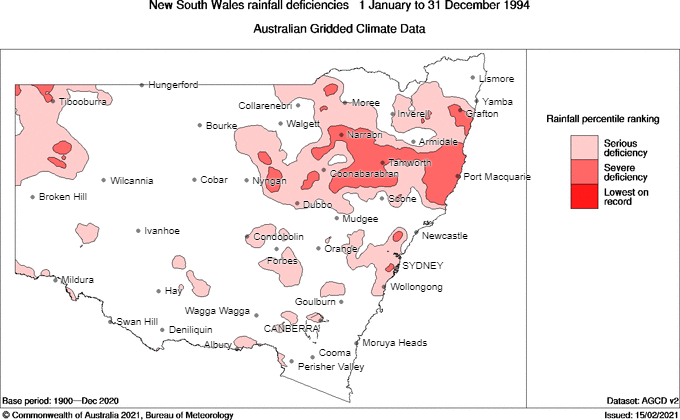 New South Wales rainfall deficiencies 1 January to 31 December 1994
Australian Gridded Climate Data
Lismore
Hungerford
Tibooburra
Collarenebri
Moree
Yamba
Inverell
Grafton
Bourke
Walgett
Narrabri
Armidale
Tamworth
Coonabarabran
Port Macquarie
Wilcannia
Cobar
Nyngan
Broken Hill
Dubbo
Scone
Mudgee
Ivanhoe
Condopolin
Newcastle
Orange
Forbes
SYDNEY
Mildura
Hay
Wollongong
Goulburn
Wagga Wagga
Swan Hill
Deniliquin
CANBERRA
Albury
Moruya Heads
Cooma
Perisher Valley
Rainfall percentile ranking
Serious
deficiency
Severe
deficiency
Lowest on
record
Base period: 1900—Dec 2020
Dataset: AGCD v2
© Commonwealth of Australia 2021, Bureau of Meteorology
Issued: 15/02/2021